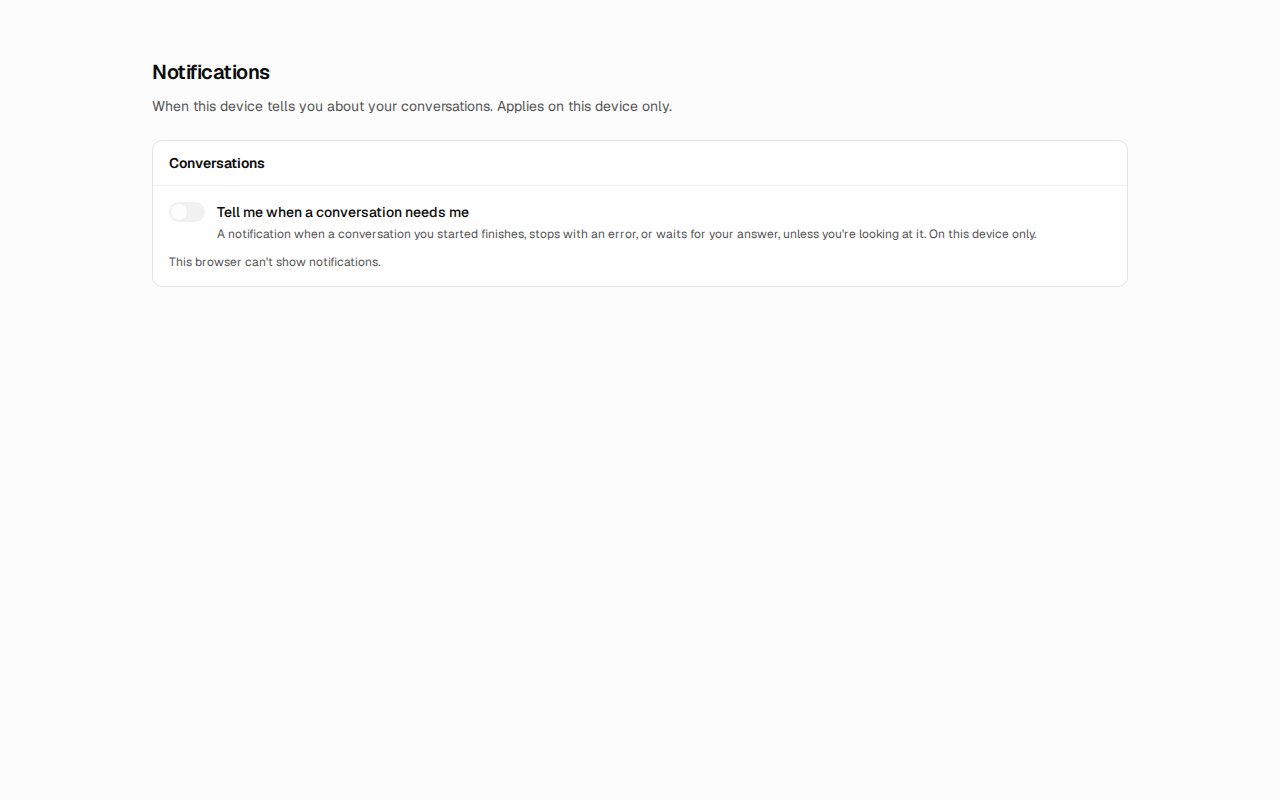 Notifications
When this device tells you about your conversations. Applies on this device only.
Conversations
Tell me when a conversation needs me
A notification when a conversation you started finishes, stops with an error, or waits for your answer, unless you're looking at it. On this device only.
This browser can't show notifications.